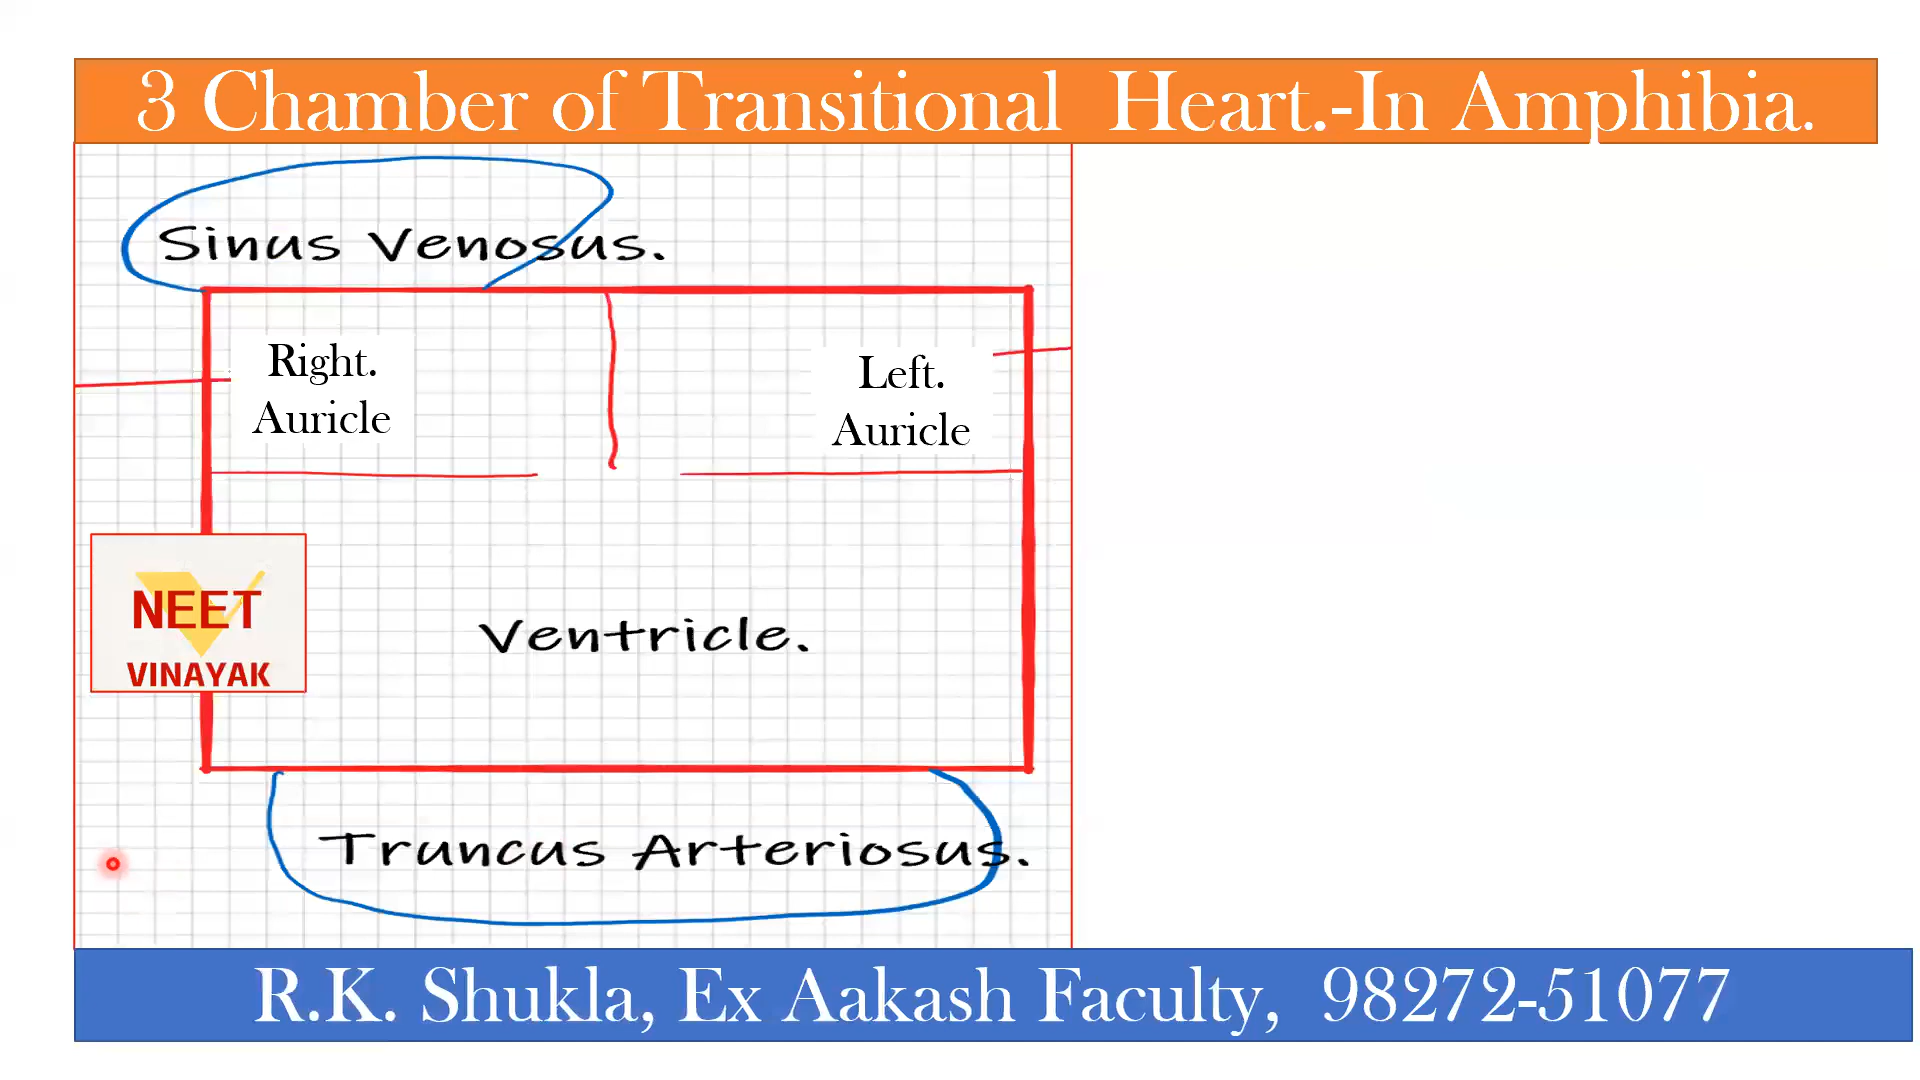 3 Chamber of Transitional Heart.-In Amphibia.
Sinus Venosus.
Right.
Auricle
Left.
Auricle
NEET
VINAYAK
Ventricle.
Truncus Arteriosus.
R.K. Shukla, Ex Aakash Faculty, 98272-51077